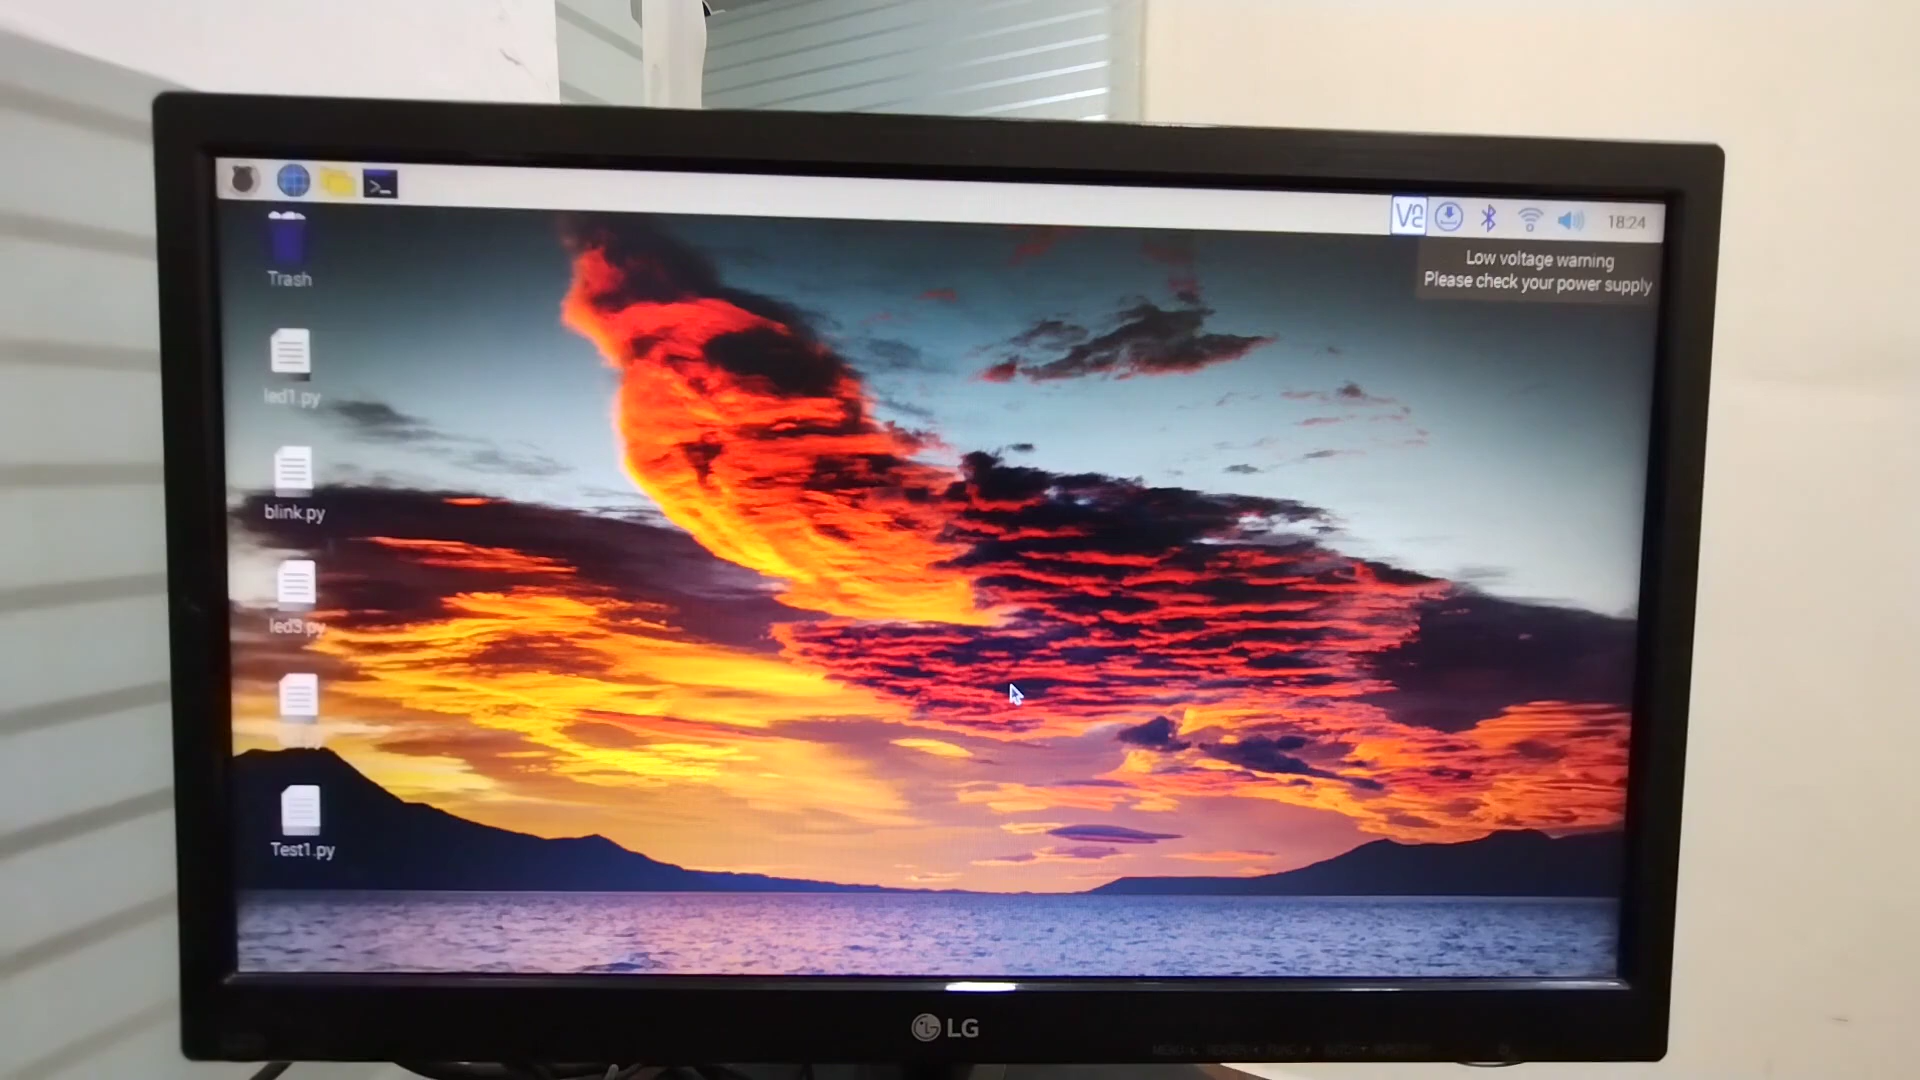 V2
18:24
Low voltage warning
Please check your power supply
Trash
led1.py
blink.py
led3.py
Test1.py
LG